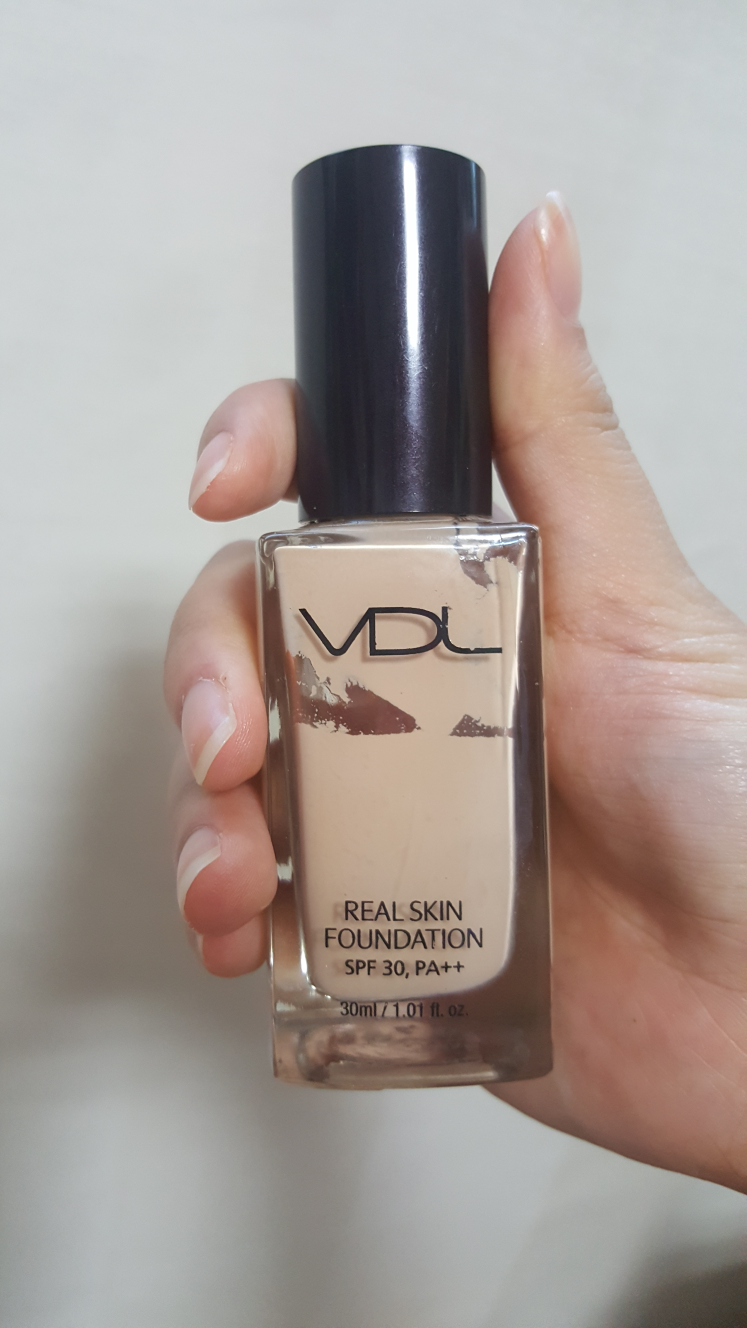 VDL
REAL SKIN
FOUNDATION
SPF 30, PA++
30ml / 1.01 fl. oz.